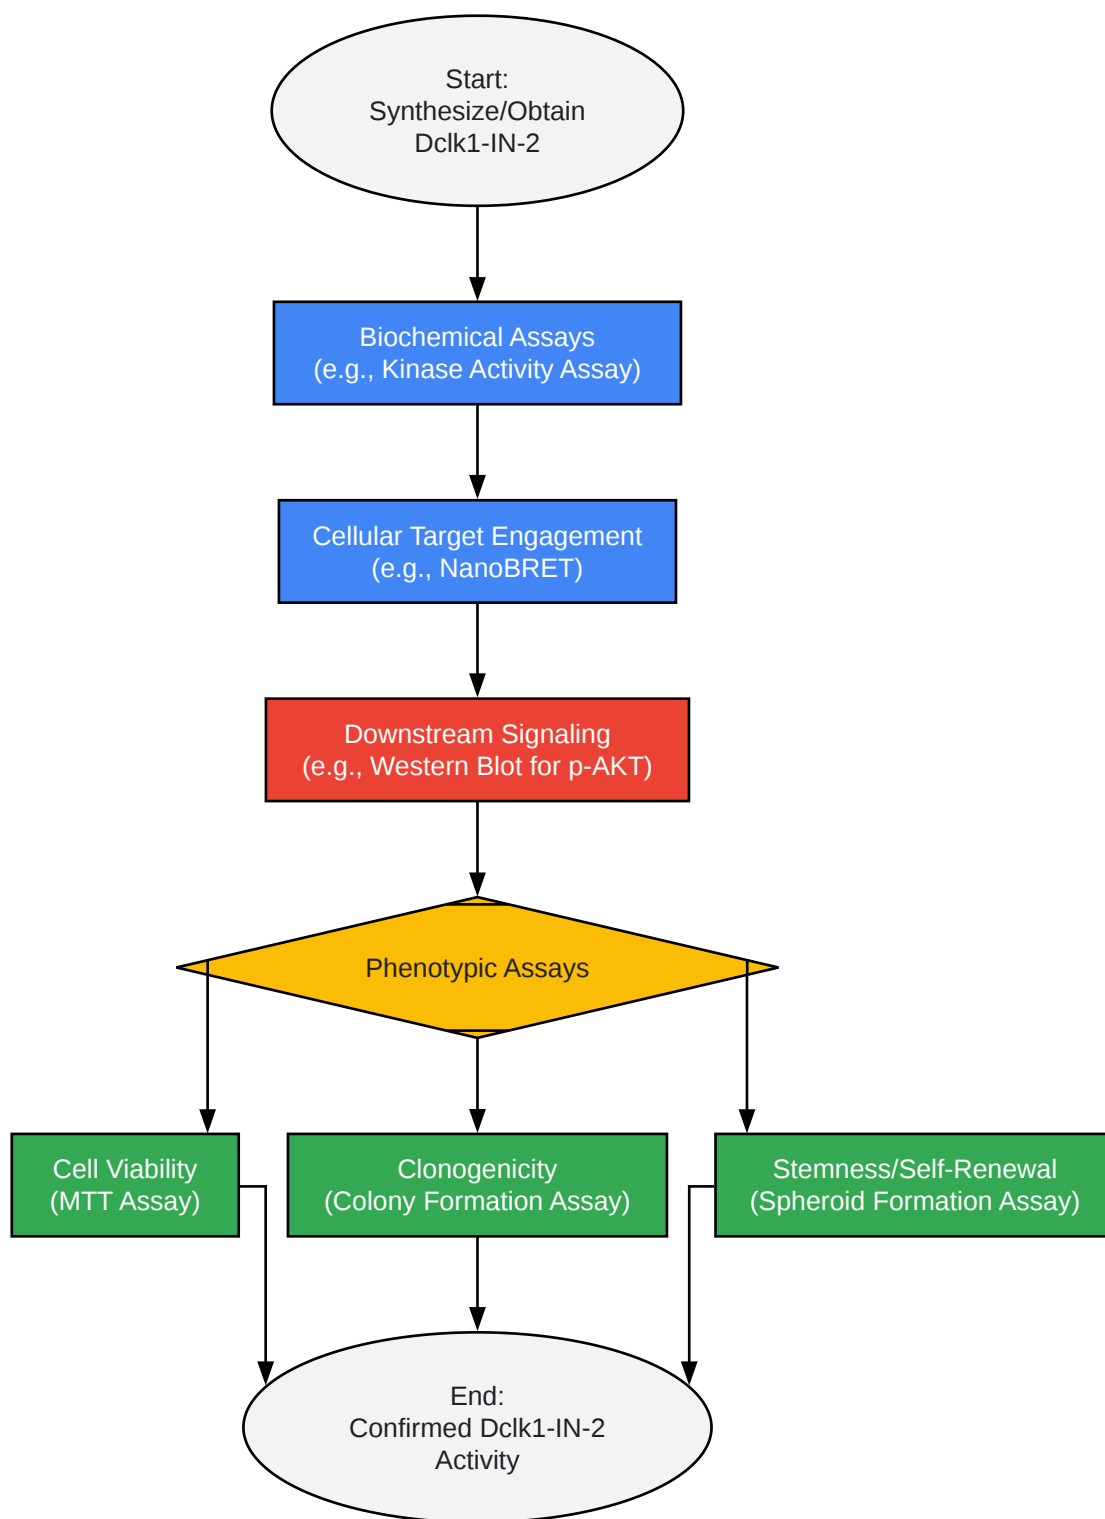 Start:
Synthesize/Obtain
Dclk1-IN-2
Biochemical Assays
(e.g., Kinase Activity Assay)
Cellular Target Engagement
(e.g., NanoBRET)
Downstream Signaling
(e.g., Western Blot for p-AKT)
Phenotypic Assays
Cell Viability
(MTT Assay)
Clonogenicity
(Colony Formation Assay)
Stemness/Self-Renewal
(Spheroid Formation Assay)
End:
Confirmed Dclk1-IN-2
Activity